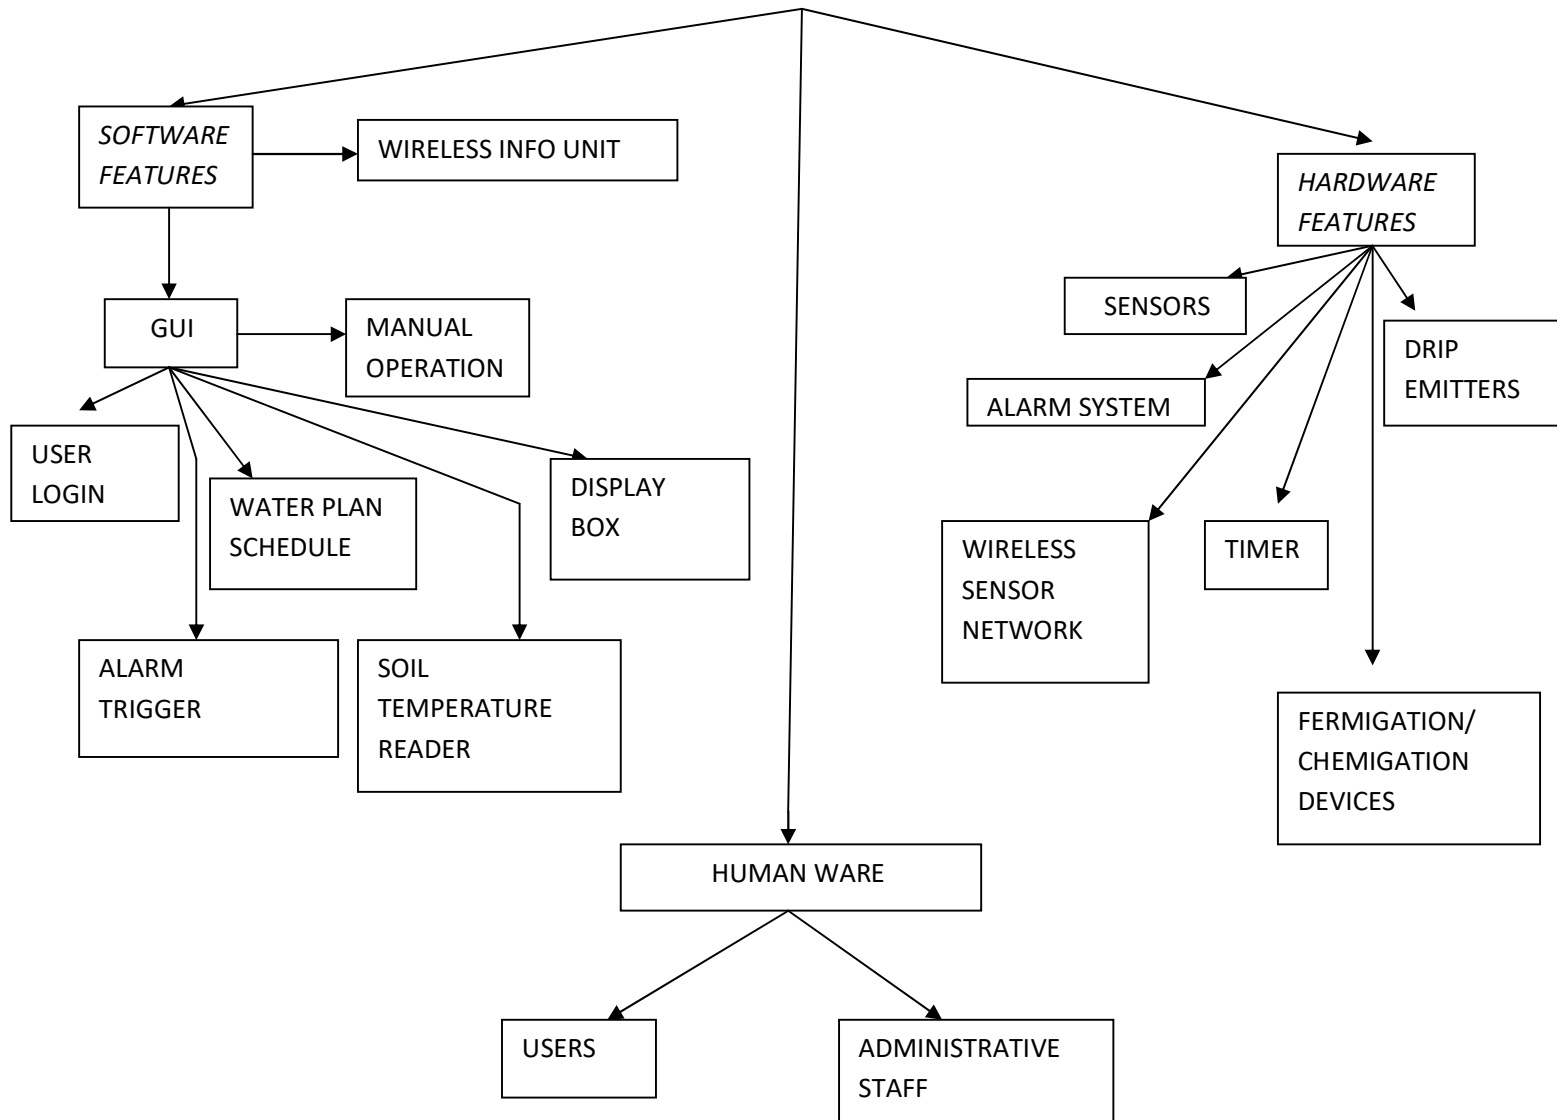 SOFTWARE
FEATURES
WIRELESS INFO UNIT
HARDWARE
FEATURES
SENSORS
GUI
MANUAL
OPERATION
DRIP
EMITTERS
ALARM SYSTEM
USER
LOGIN
WATER PLAN
SCHEDULE
DISPLAY
BOX
WIRELESS
SENSOR
NETWORK
TIMER
ALARM
TRIGGER
SOIL
TEMPERATURE
READER
FERMIGATION/
CHEMIGATION
DEVICES
HUMAN WARE
USERS
ADMINISTRATIVE
STAFF